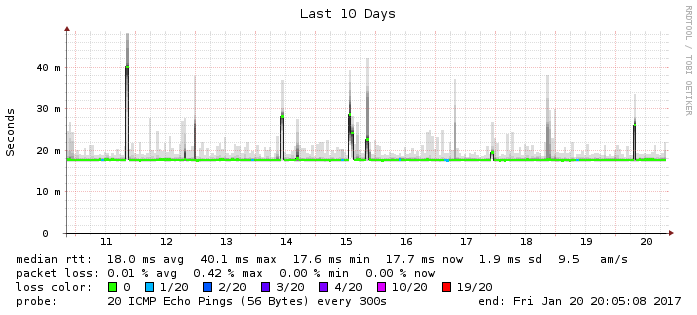 Last 10 Days
RRDTOOL / TOBI OETIKER
Seconds
40 m
30 m
20 m
10 m
0
11 12 13 14 15 16 17 18 19 20
median rtt: 18.0 ms avg 40.1 ms max 17.6 ms min 17.7 ms now 1.9 ms sd 9.5 am/s
packet loss: 0.01 % avg 0.42 % max 0.00 % min 0.00 % now
loss color: 0 1/20 2/20 3/20 4/20 10/20 19/20
probe: 20 ICMP Echo Pings (56 Bytes) every 300s end: Fri Jan 20 20:05:08 2017